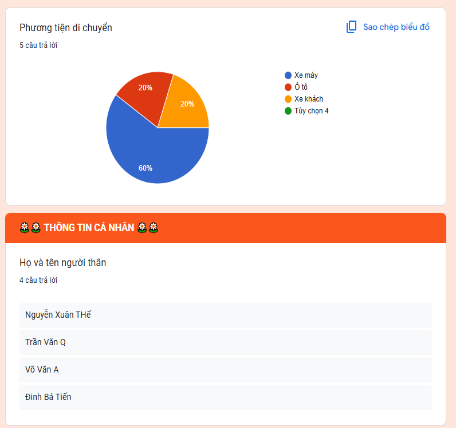 Phương tiện di chuyển
Sao chép biểu đồ
5 câu trả lời
20%
20%
60%
Xe máy
Ô tô
Xe khách
Tùy chọn 4
THÔNG TIN CÁ NHÂN
Họ và tên người thân
4 câu trả lời
Nguyễn Xuân THế
Trần Văn Q
Võ Văn A
Đinh Bá Tiến